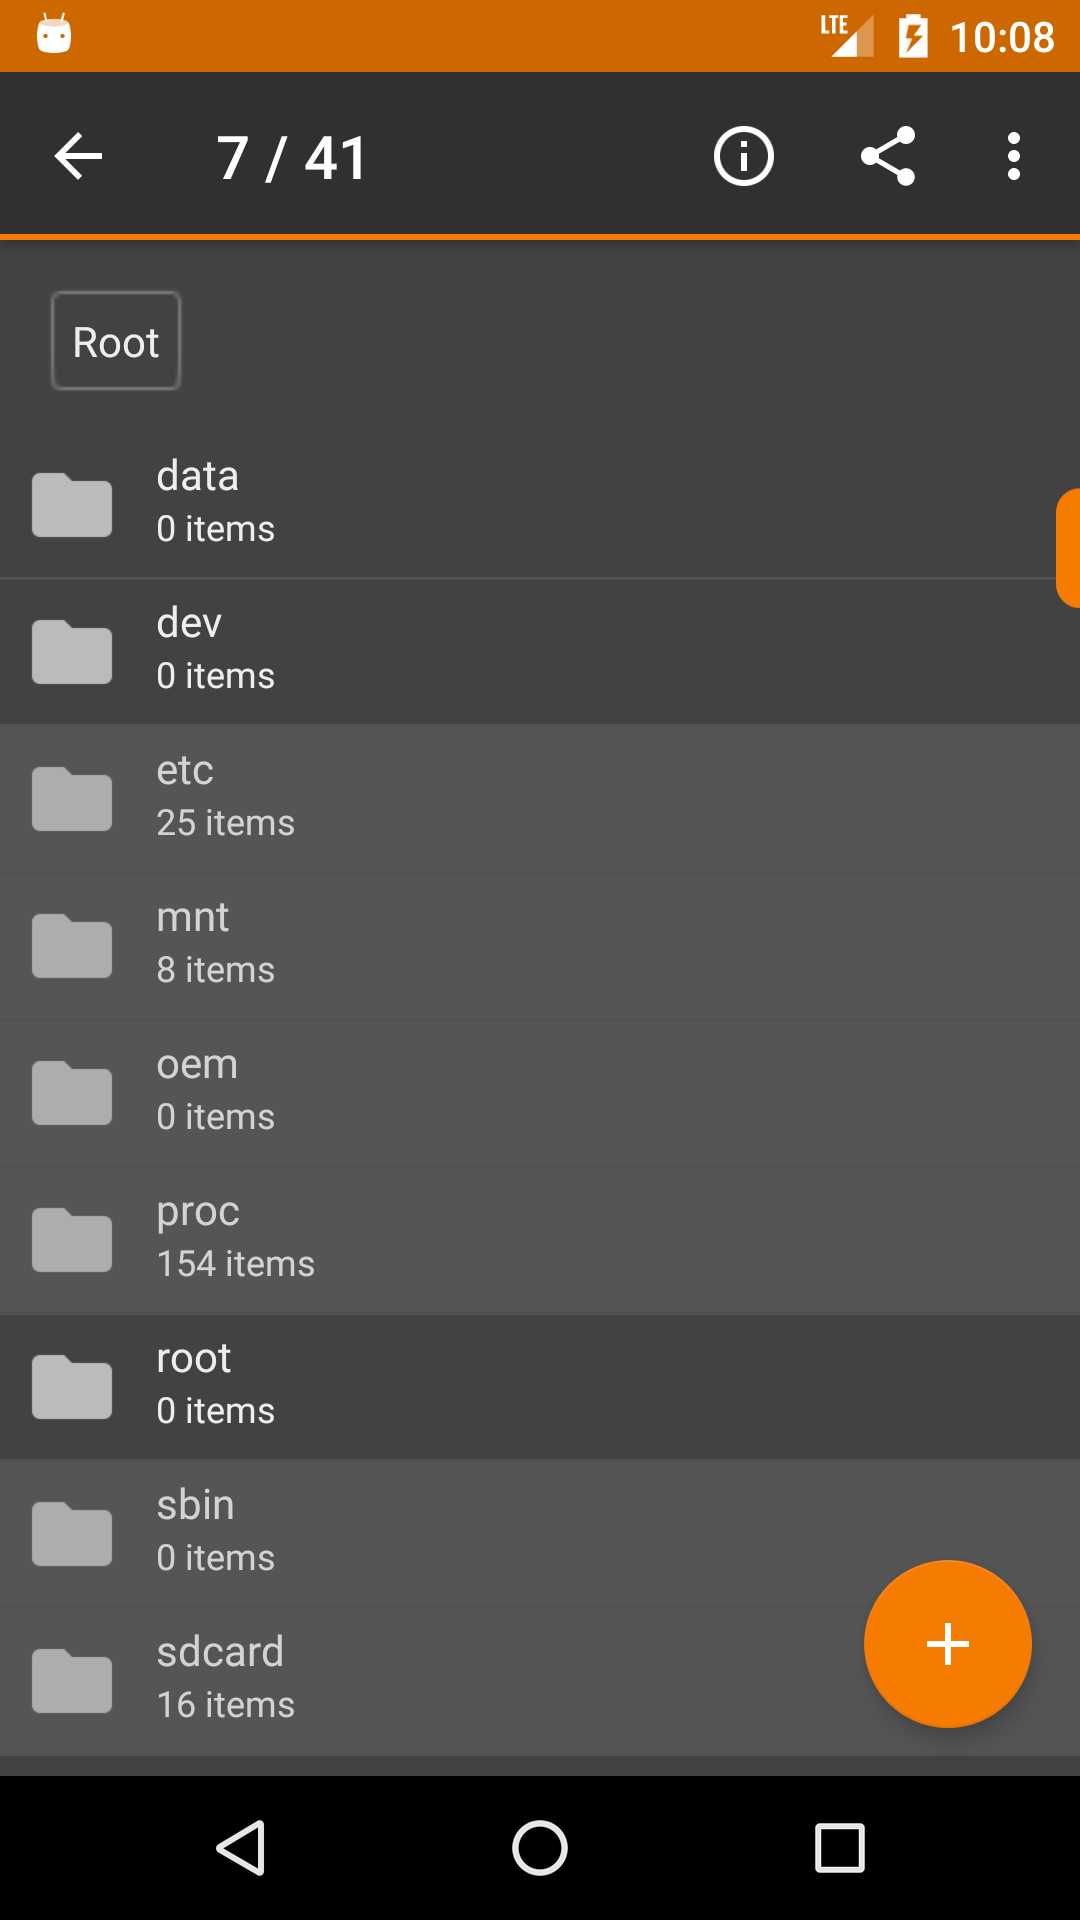 LTE 10:08
7 / 41
Root
data
0 items
dev
0 items
etc
25 items
mnt
8 items
oem
0 items
proc
154 items
root
0 items
sbin
0 items
sdcard
16 items